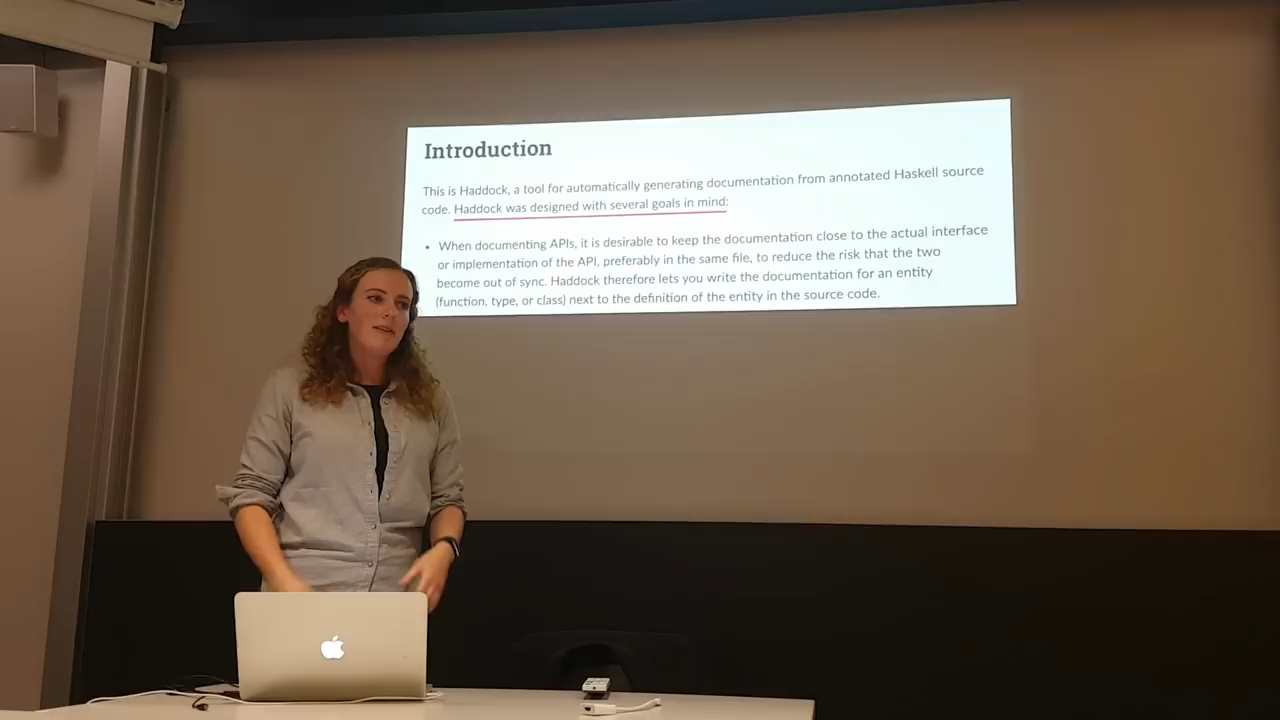 Introduction
This is Haddock, a tool for automatically generating documentation from annotated Haskell source
code. Haddock was designed with several goals in mind:
• When documenting APIs, it is desirable to keep the documentation close to the actual interface
or implementation of the API, preferably in the same file, to reduce the risk that the two
become out of sync. Haddock therefore lets you write the documentation for an entity
(function, type, or class) next to the definition of the entity in the source code.